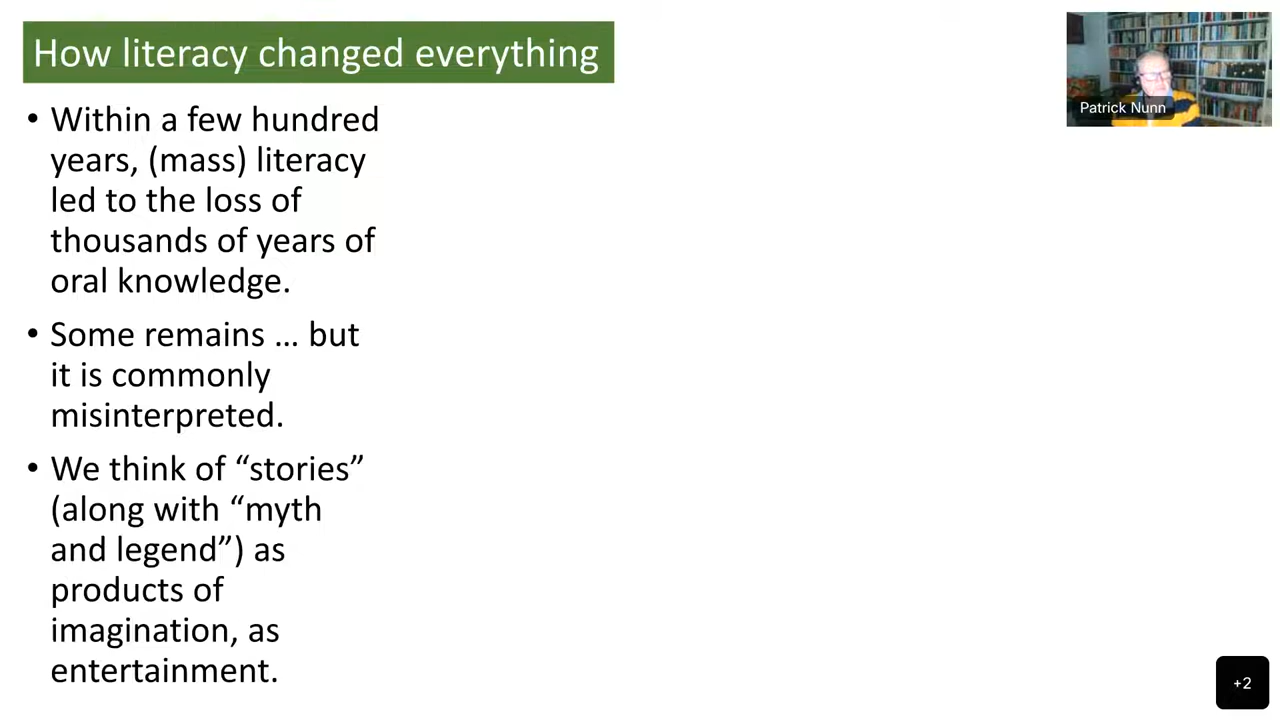 How literacy changed everything
• Within a few hundred
years, (mass) literacy
led to the loss of
thousands of years of
oral knowledge.
• Some remains … but
it is commonly
misinterpreted.
• We think of “stories”
(along with “myth
and legend”) as
products of
imagination, as
entertainment.
Patrick Nunn
+2